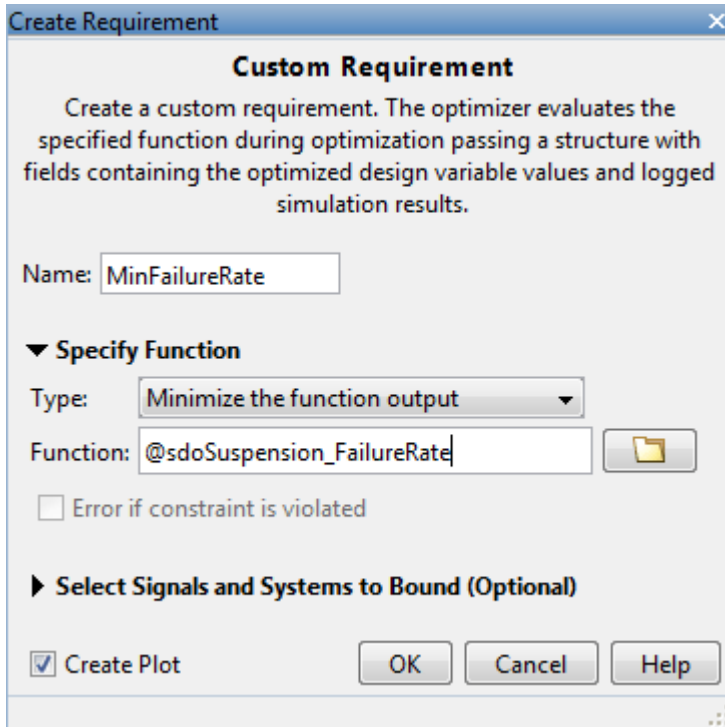 Create Requirement
Custom Requirement
Create a custom requirement. The optimizer evaluates the
specified function during optimization passing a structure with
fields containing the optimized design variable values and logged
simulation results.
Name: MinFailureRate
Specify Function
Type: Minimize the function output
Function: @sdoSuspension_FailureRate
Error if constraint is violated
Select Signals and Systems to Bound (Optional)
Create Plot OK Cancel Help